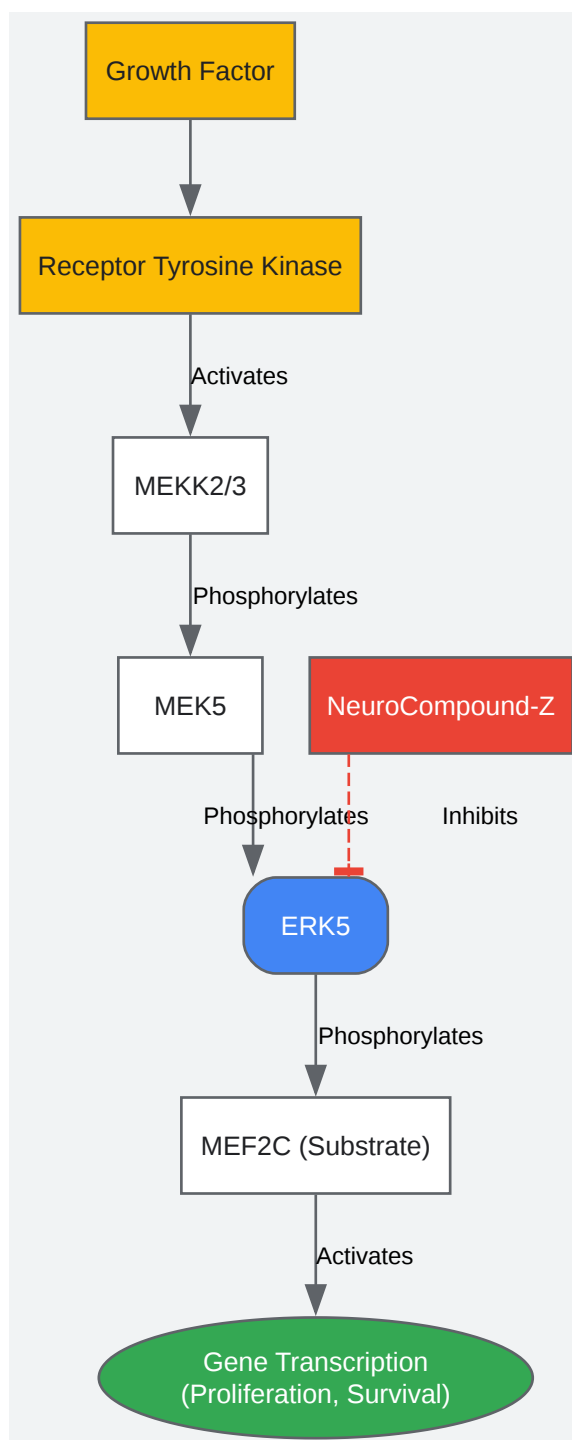 Growth Factor
Receptor Tyrosine Kinase
Activates
MEKK2/3
Phosphorylates
MEK5
NeuroCompound-Z
Phosphorylates
Inhibits
ERK5
Phosphorylates
MEF2C (Substrate)
Activates
Gene Transcription
(Proliferation, Survival)